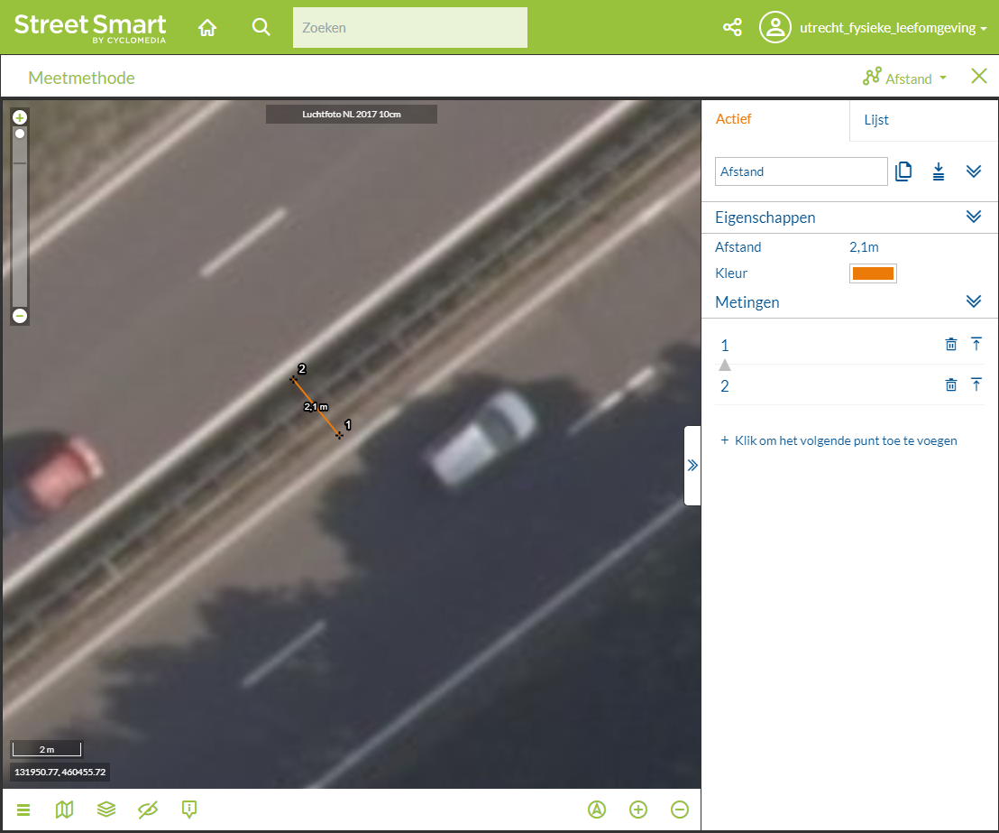 Street Smart
BY CYCLOMEDIA
Zoeken
utrecht_fysieke_leefomgeving
Meetmethode
Afstand
Luchtfoto NL 2017 10cm
2
2,1 m
1
2 m
131950.77, 460455.72
Actief
Lijst
Afstand
Eigenschappen
Afstand 2,1m
Kleur
Metingen
1
2
+ Klik om het volgende punt toe te voegen